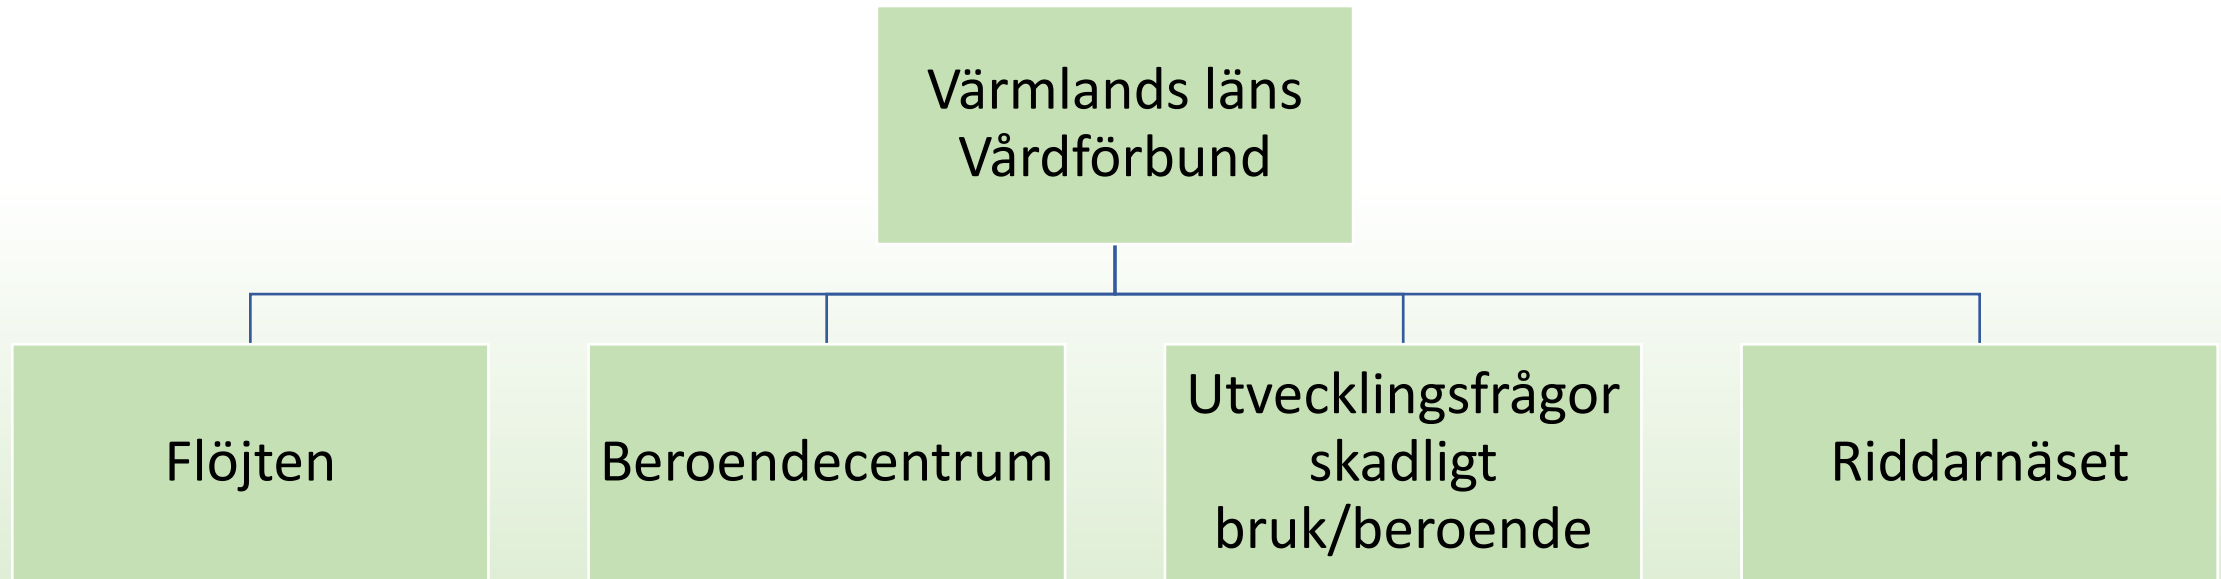 Värmlands läns
Vårdförbund
Flöjten
Beroendecentrum
Utvecklingsfrågor
skadligt
bruk/beroende
Riddarnäset